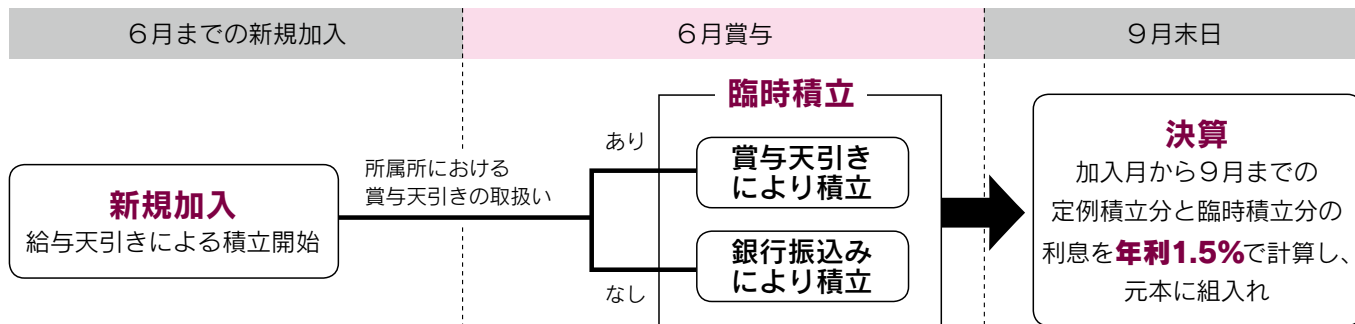 ６月までの新規加入
６月賞与
９月末日
新規加入
給与天引きによる積立開始
所属所における
賞与天引きの取扱い
あり
なし
臨時積立
賞与天引き
により積立
銀行振込み
により積立
決算
加入月から９月までの
定例積立分と臨時積立分の
利息を年利1.5%で計算し、
元本に組入れ